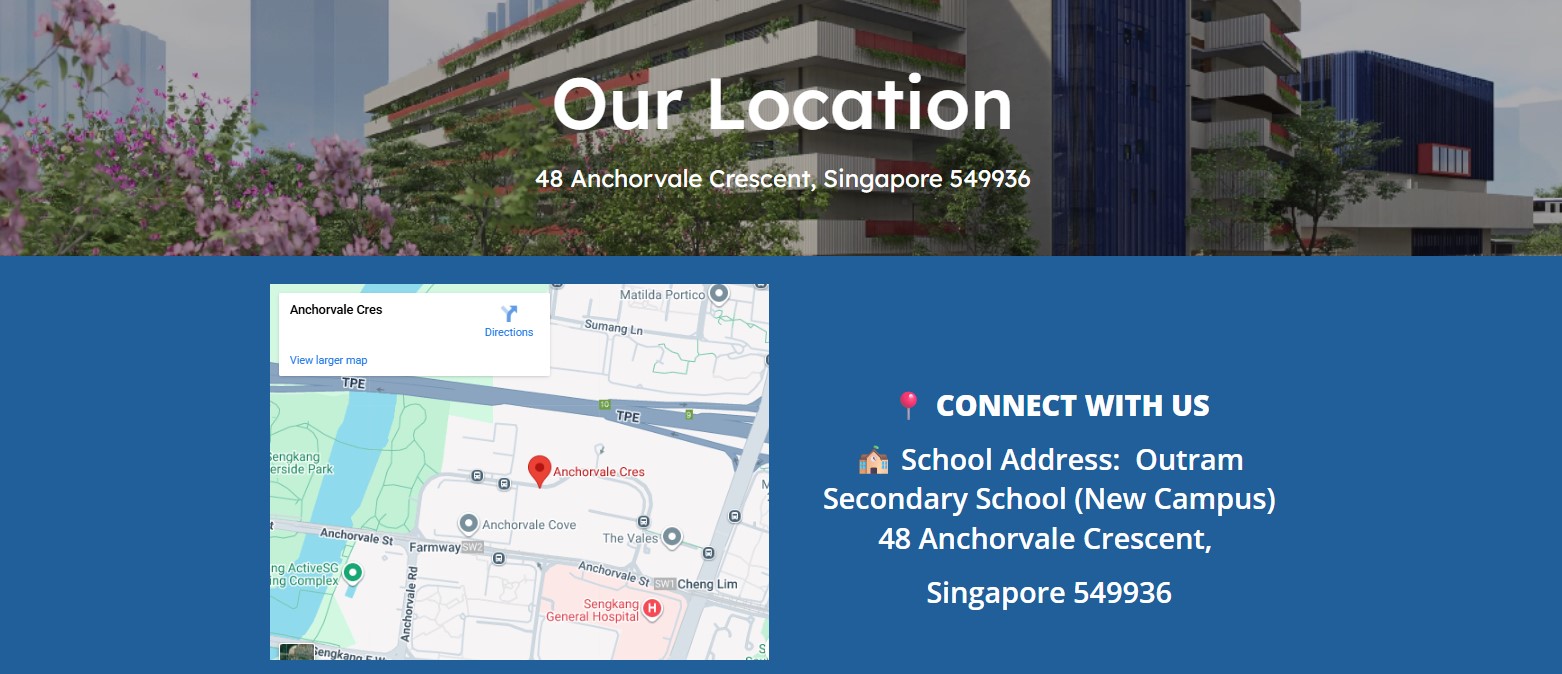 Our Location
48 Anchorvale Crescent, Singapore 549936
Anchorvale Cres
Directions
View larger map
Matilda Portico
Sumang Ln
TPE
10
TPE
9
Sengkang
erside Park
Anchorvale Cres
Anchorvale Cove
The Vales
Anchorvale St
Farmway SW2
ng ActiveSG
ing Complex
Anchorvale Rd
Anchorvale St
SW1 Cheng Lim
Sengkang
General Hospital
H
Sengkang E W
📍 CONNECT WITH US
🏫 School Address: Outram
Secondary School (New Campus)
48 Anchorvale Crescent,
Singapore 549936